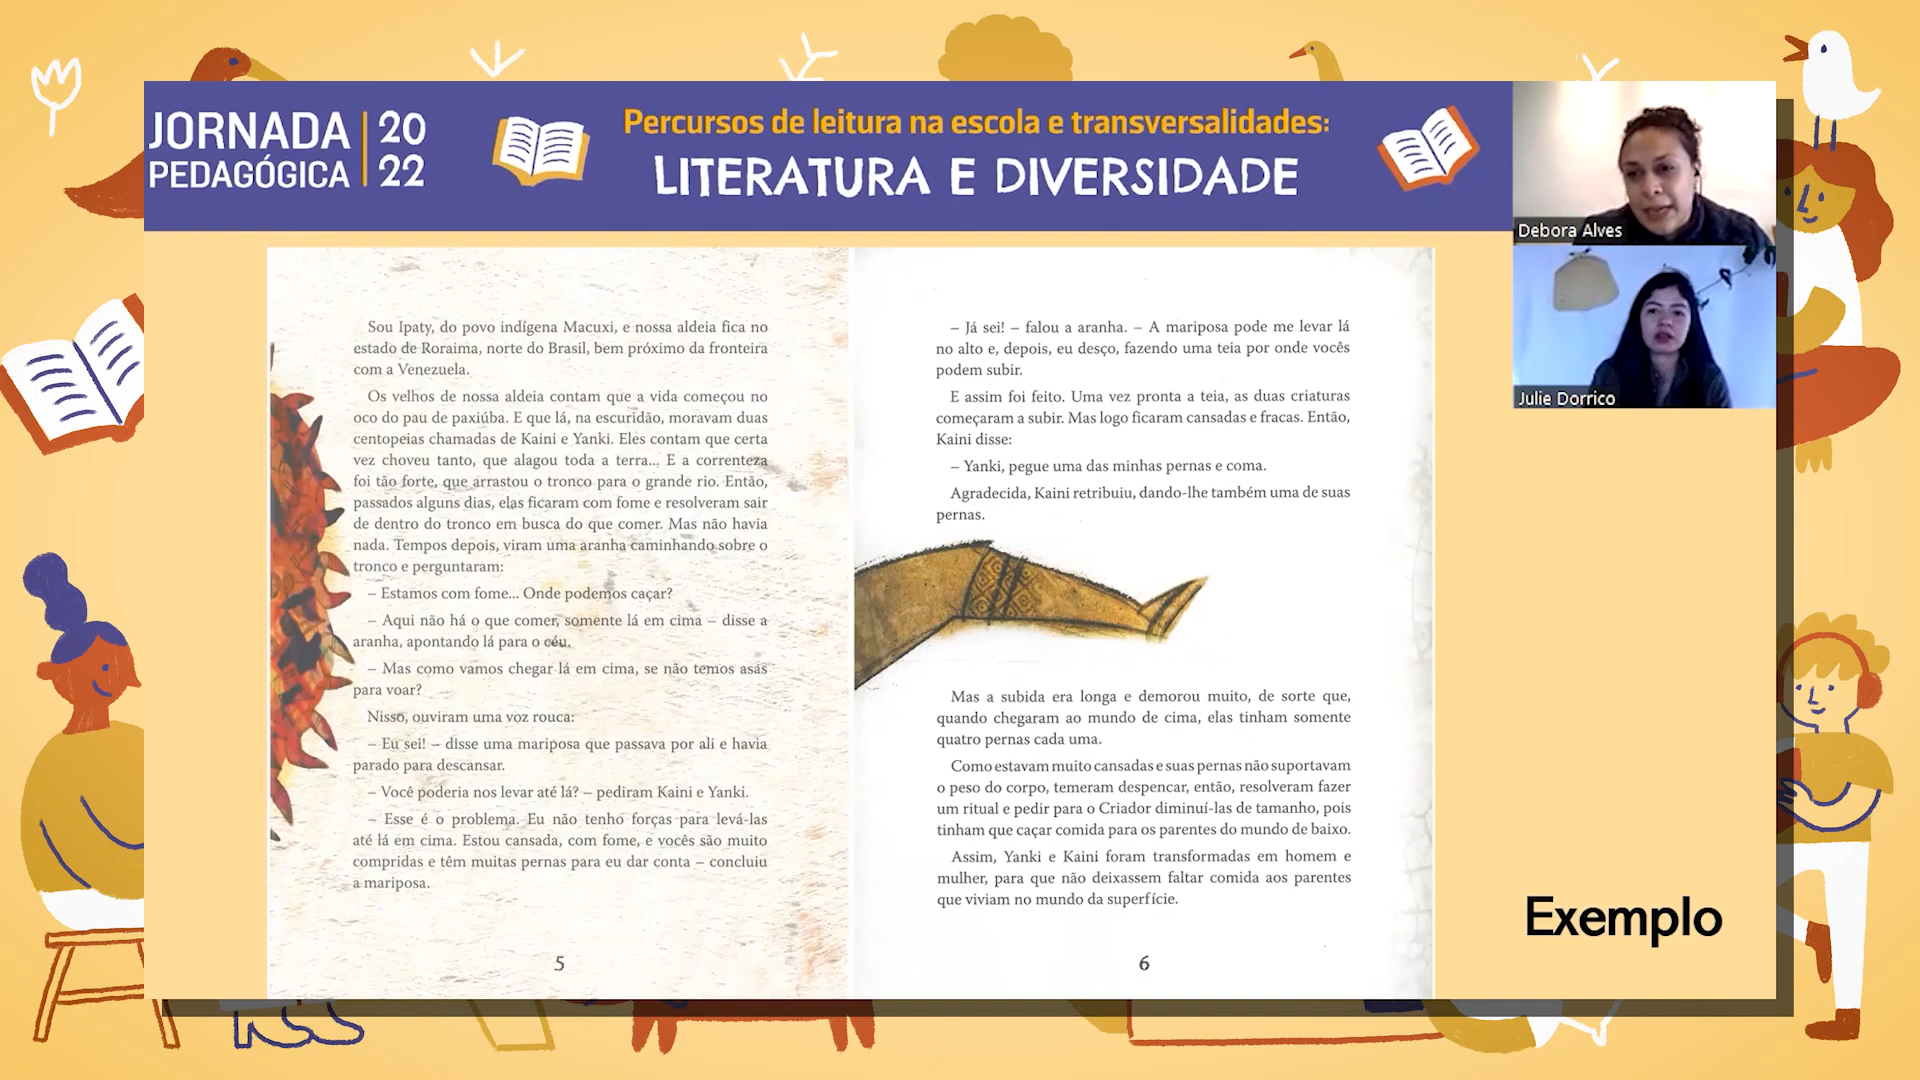 JORNADA
PEDAGÓGICA
20
22
Percursos de leitura na escola e transversalidades:
LITERATURA E DIVERSIDADE
Debora Alves
Julie Dorrico
Sou Ipaty, do povo indígena Macuxi, e nossa aldeia fica no
estado de Roraima, norte do Brasil, bem próximo da fronteira
com a Venezuela.
Os velhos de nossa aldeia contam que a vida começou no
oco do pau de paxiúba. E que lá, na escuridão, moravam duas
centopeias chamadas de Kaini e Yanki. Eles contam que certa
vez choveu tanto, que alagou toda a terra... E a correnteza
foi tão forte, que arrastou o tronco para o grande rio. Então,
passados alguns dias, elas ficaram com fome e resolveram sair
de dentro do tronco em busca do que comer. Mas não havia
nada. Tempos depois, viram uma aranha caminhando sobre o
tronco e perguntaram:
– Estamos com fome... Onde podemos caçar?
– Aqui não há o que comer, somente lá em cima – disse a
aranha, apontando lá para o céu.
– Mas como vamos chegar lá em cima, se não temos asas
para voar?
Nisso, ouviram uma voz rouca:
– Eu sei! – disse uma mariposa que passava por ali e havia
parado para descansar.
– Você poderia nos levar até lá? – pediram Kaini e Yanki.
– Esse é o problema. Eu não tenho forças para levá-las
até lá em cima. Estou cansada, com fome, e vocês são muito
compridas e têm muitas pernas para eu dar conta – concluiu
a mariposa.
5
– Já sei! – falou a aranha. – A mariposa pode me levar lá
no alto e, depois, eu desço, fazendo uma teia por onde vocês
podem subir.
E assim foi feito. Uma vez pronta a teia, as duas criaturas
começaram a subir. Mas logo ficaram cansadas e fracas. Então,
Kaini disse:
– Yanki, pegue uma das minhas pernas e coma.
Agradecida, Kaini retribuiu, dando-lhe também uma de suas
pernas.
Mas a subida era longa e demorou muito, de sorte que,
quando chegaram ao mundo de cima, elas tinham somente
quatro pernas cada uma.
Como estavam muito cansadas e suas pernas não suportavam
o peso do corpo, temeram despencar, então, resolveram fazer
um ritual e pedir para o Criador diminuí-las de tamanho, pois
tinham que caçar comida para os parentes do mundo de baixo.
Assim, Yanki e Kaini foram transformadas em homem e
mulher, para que não deixassem faltar comida aos parentes
que viviam no mundo da superfície.
6
Exemplo